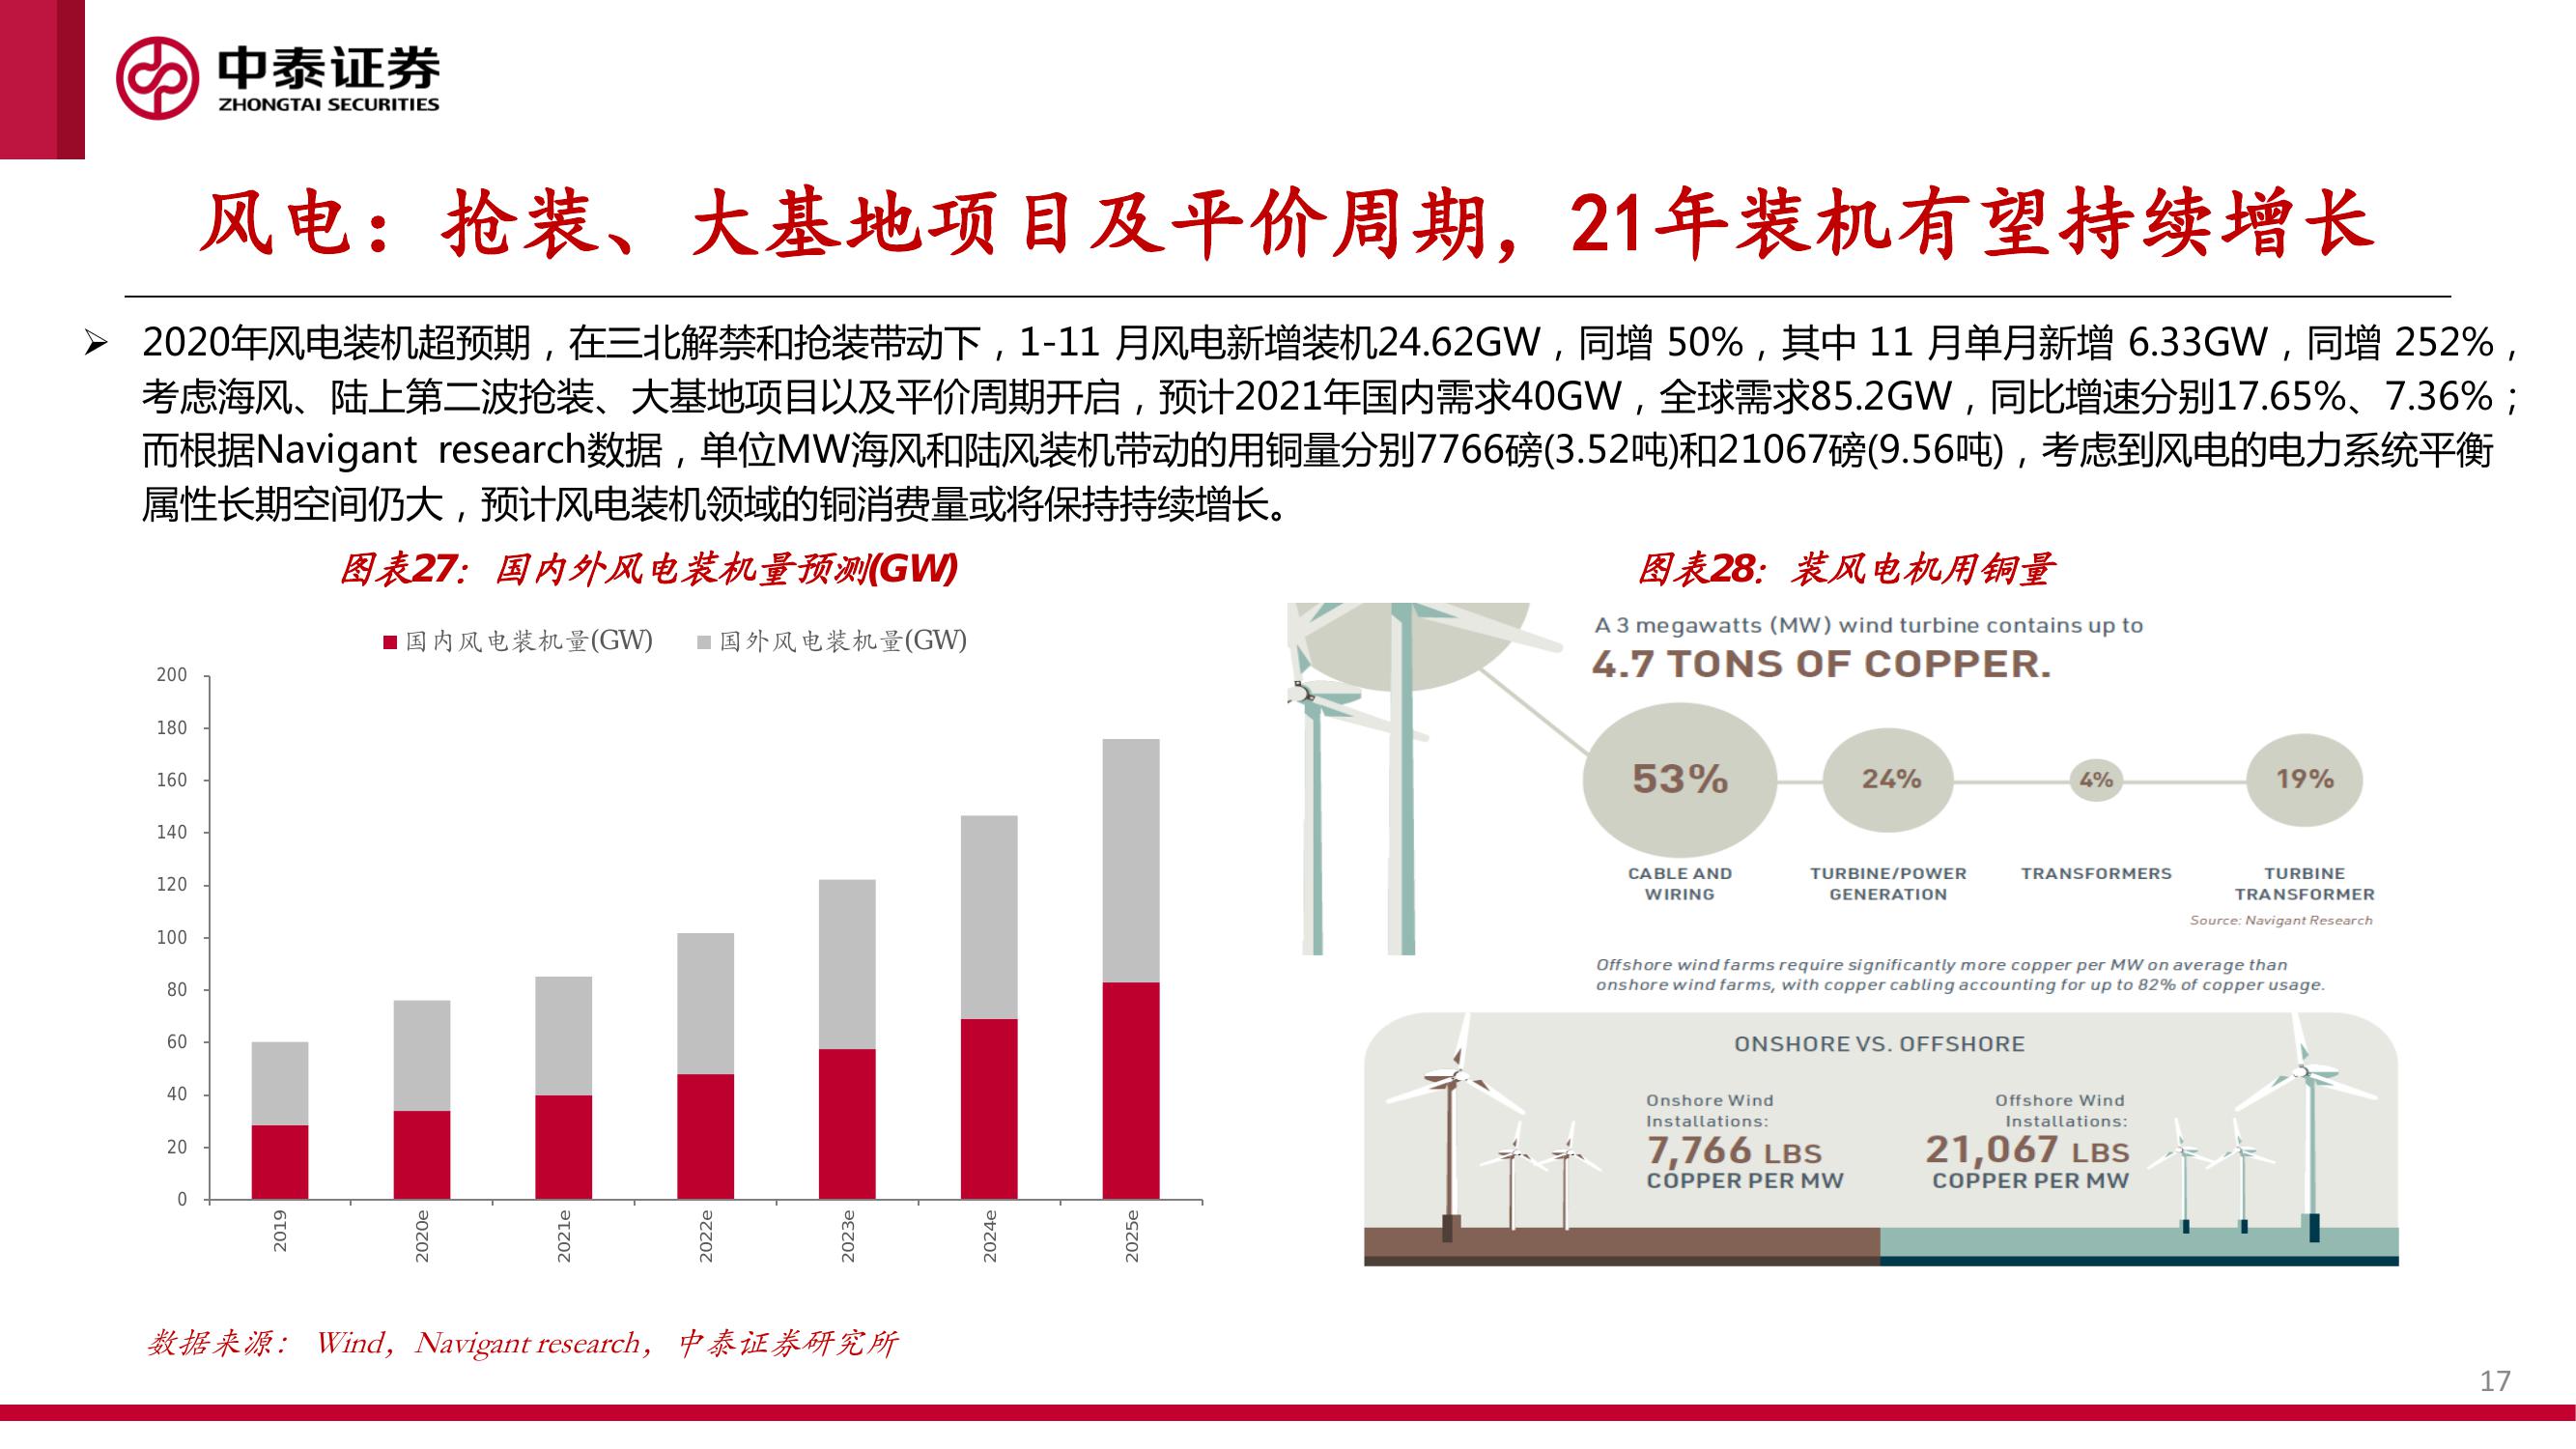 中泰证券
ZHONGTAI SECURITIES
风电：抢装、大基地项目及平价周期，21年装机有望持续增长
➢ 2020年风电装机超预期，在三北解禁和抢装带动下，1-11 月风电新增装机24.62GW，同增 50%，其中 11 月单月新增 6.33GW，同增 252%，
考虑海风、陆上第二波抢装、大基地项目以及平价周期开启，预计2021年国内需求40GW，全球需求85.2GW，同比增速分别17.65%、7.36%；
而根据Navigant research数据，单位MW海风和陆风装机带动的用铜量分别7766磅(3.52吨)和21067磅(9.56吨)，考虑到风电的电力系统平衡
属性长期空间仍大，预计风电装机领域的铜消费量或将保持持续增长。
图表27：国内外风电装机量预测(GW)
国内风电装机量(GW) 国外风电装机量(GW)
200
180
160
140
120
100
80
60
40
20
0
2019 2020e 2021e 2022e 2023e 2024e 2025e
图表28：装风电机用铜量
A 3 megawatts (MW) wind turbine contains up to
4.7 TONS OF COPPER.
53% 24% 4% 19%
CABLE AND TURBINE/POWER TRANSFORMERS TURBINE
WIRING GENERATION TRANSFORMER
Source: Navigant Research
Offshore wind farms require significantly more copper per MW on average than
onshore wind farms, with copper cabling accounting for up to 82% of copper usage.
ONSHORE VS. OFFSHORE
Onshore Wind
Installations:
7,766 LBS
COPPER PER MW
Offshore Wind
Installations:
21,067 LBS
COPPER PER MW
数据来源： Wind，Navigant research，中泰证券研究所
17